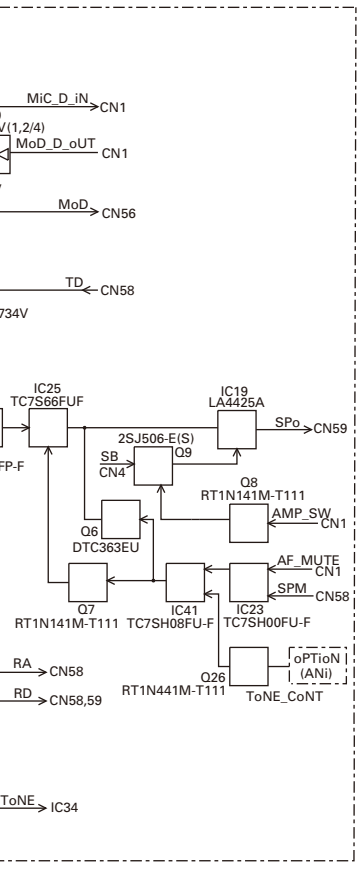 MiC_D_iN
CN1
)
V(1,2/4)
MoD_D_oUT
CN1
MoD
CN56
TD
CN58
734V
IC25
TC7S66FUF
IC19
LA4425A
SPo
CN59
FP-F
2SJ506-E(S)
SB
CN4
Q9
Q8
RT1N141M-T111
AMP_SW
CN1
Q6
DTC363EU
AF_MUTE
CN1
SPM
CN58
Q7
RT1N141M-T111
IC41
TC7SH08FU-F
IC23
TC7SH00FU-F
RA
CN58
Q26
RT1N441M-T111
oPTioN
(ANi)
ToNE_CoNT
RD
CN58,59
ToNE
IC34